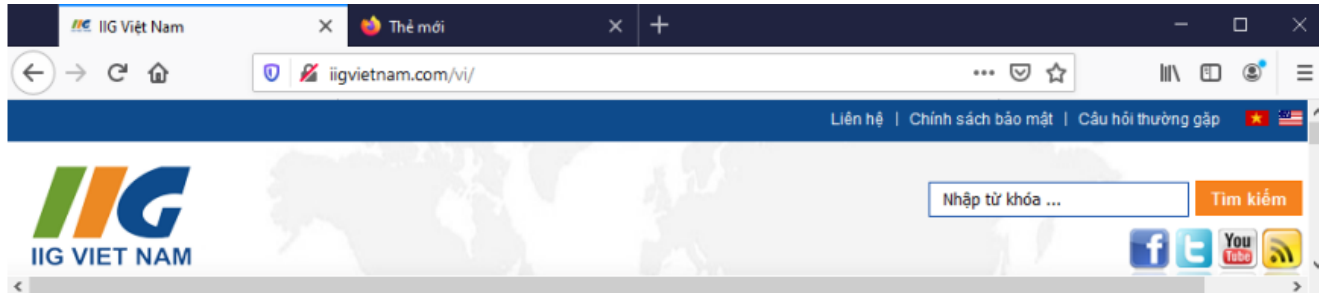 IIG Việt Nam
Thẻ mới
iigvietnam.com/vi/
Liên hệ | Chính sách bảo mật | Câu hỏi thường gặp
IIG VIET NAM
Nhập từ khóa ...
Tìm kiếm
You
Tube